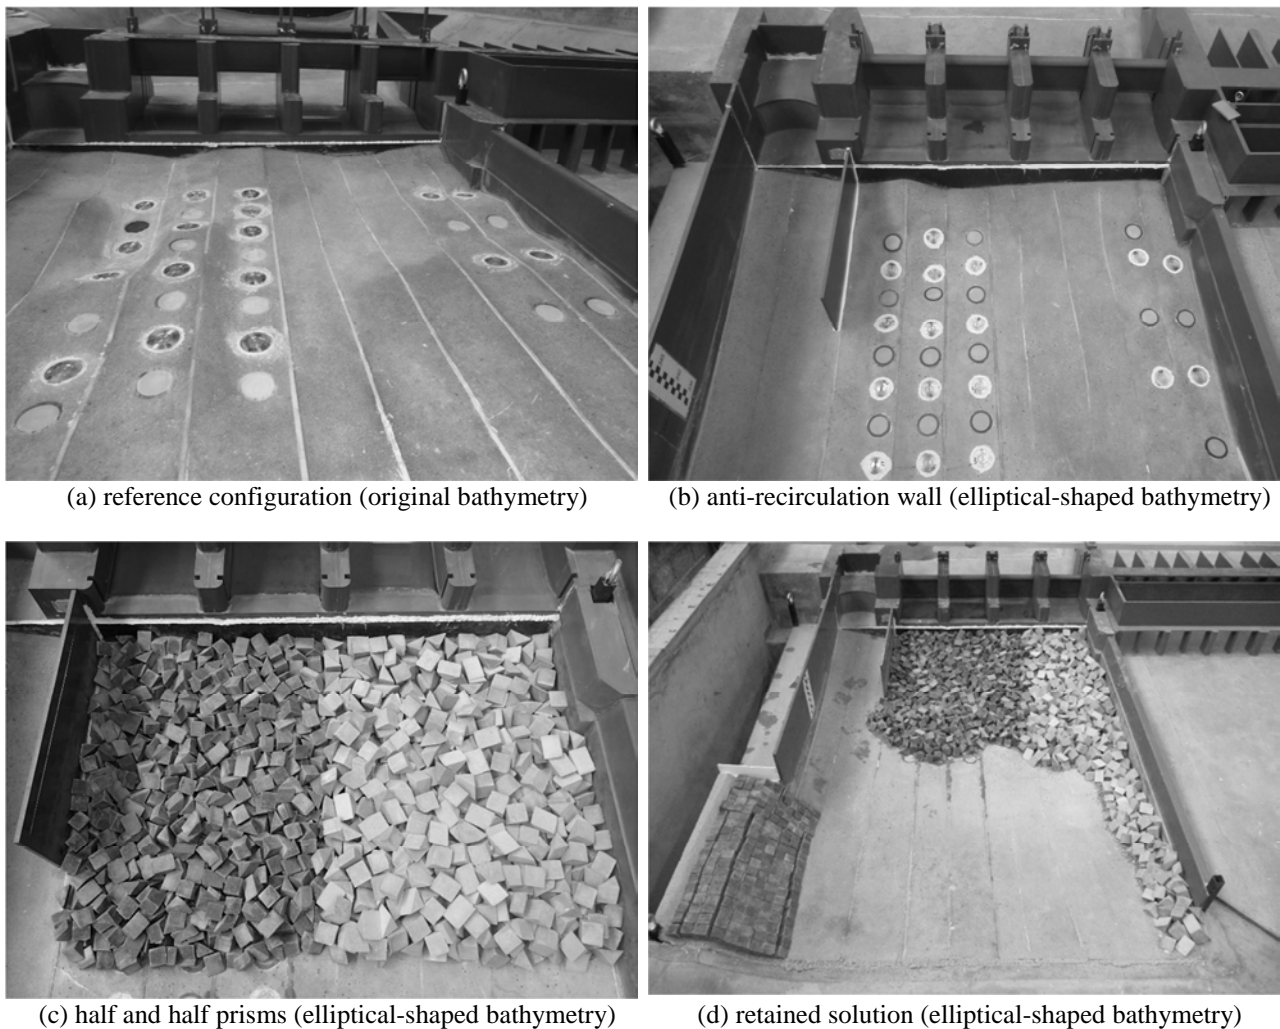 (a) reference configuration (original bathymetry)
(b) anti-recirculation wall (elliptical-shaped bathymetry)
(c) half and half prisms (elliptical-shaped bathymetry)
(d) retained solution (elliptical-shaped bathymetry)